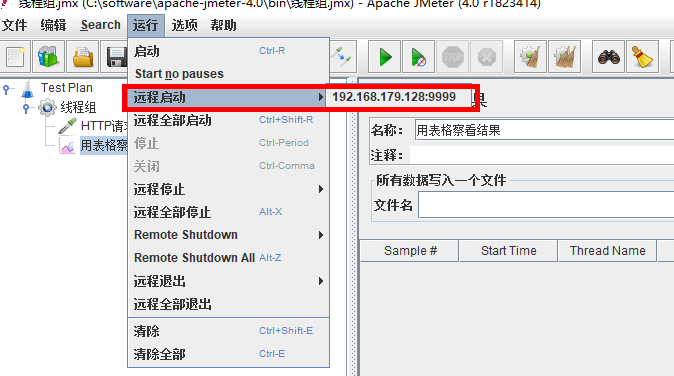 线程组.jmx (C:\software\apache-jmeter-4.0\bin\线程组.jmx) - Apache JMeter (4.0 r1823414)
文件 编辑 Search 运行 选项 帮助
启动 Ctrl-R
Start no pauses
远程启动
192.168.179.128:9999
远程全部启动 Ctrl+Shift-R
停止 Ctrl-Period
关闭 Ctrl-Comma
远程停止
远程全部停止 Alt-X
Remote Shutdown
Remote Shutdown All Alt-Z
远程退出
远程全部退出
清除 Ctrl+Shift-E
清除全部 Ctrl-E
Test Plan
线程组
HTTP请
用表格察
果
名称： 用表格察看结果
注释：
所有数据写入一个文件
文件名
Sample # Start Time Thread Name